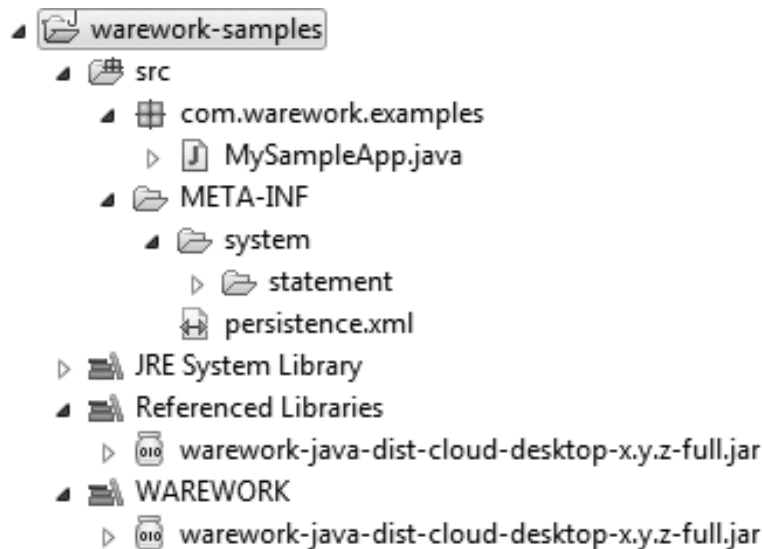 warework-samples
src
com.warework.examples
MySampleApp.java
META-INF
system
statement
persistence.xml
JRE System Library
Referenced Libraries
warework-java-dist-cloud-desktop-x.y.z-full.jar
WAREWORK
warework-java-dist-cloud-desktop-x.y.z-full.jar